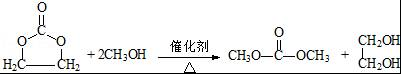 O
C
O O
H₂C CH₂
+ 2CH₃OH
催化剂
△
O
CH₃O—C—OCH₃
+
CH₂OH
CH₂OH